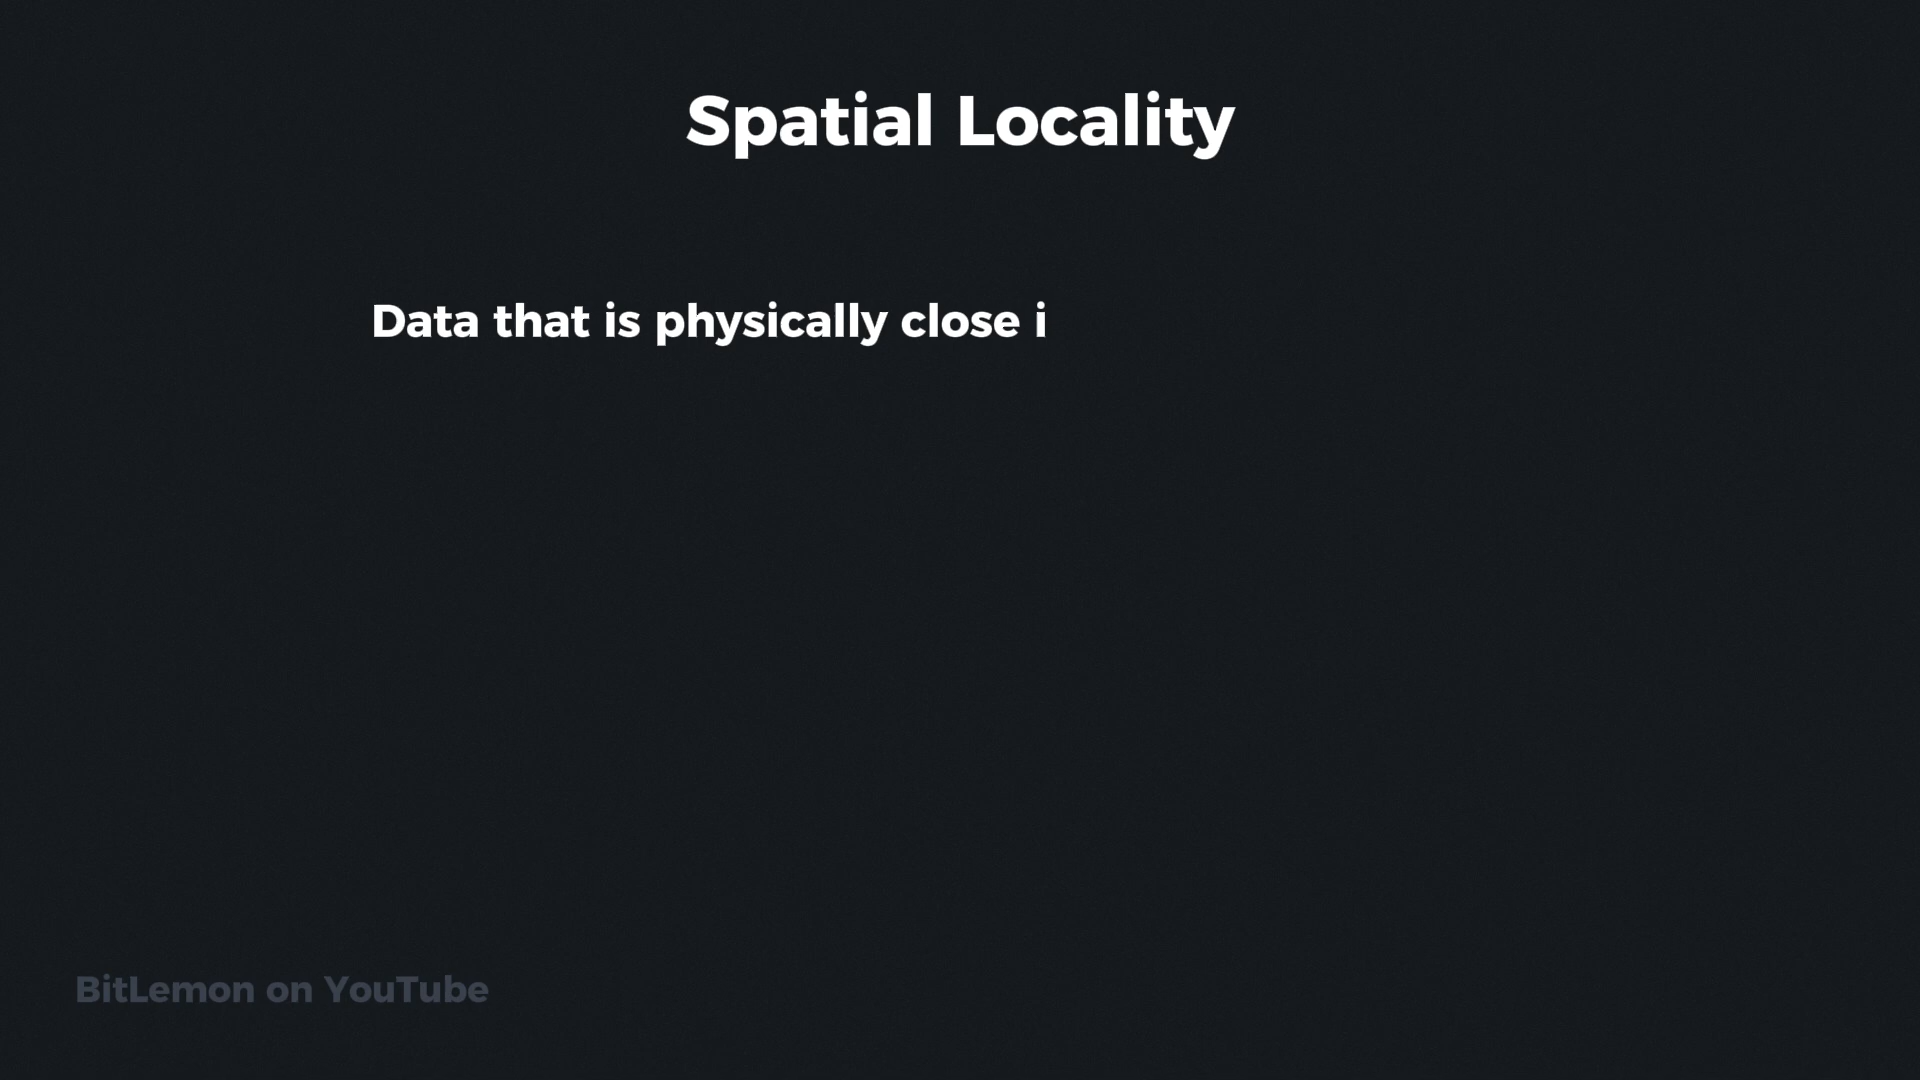 Spatial Locality
Data that is physically close i
BitLemon on YouTube